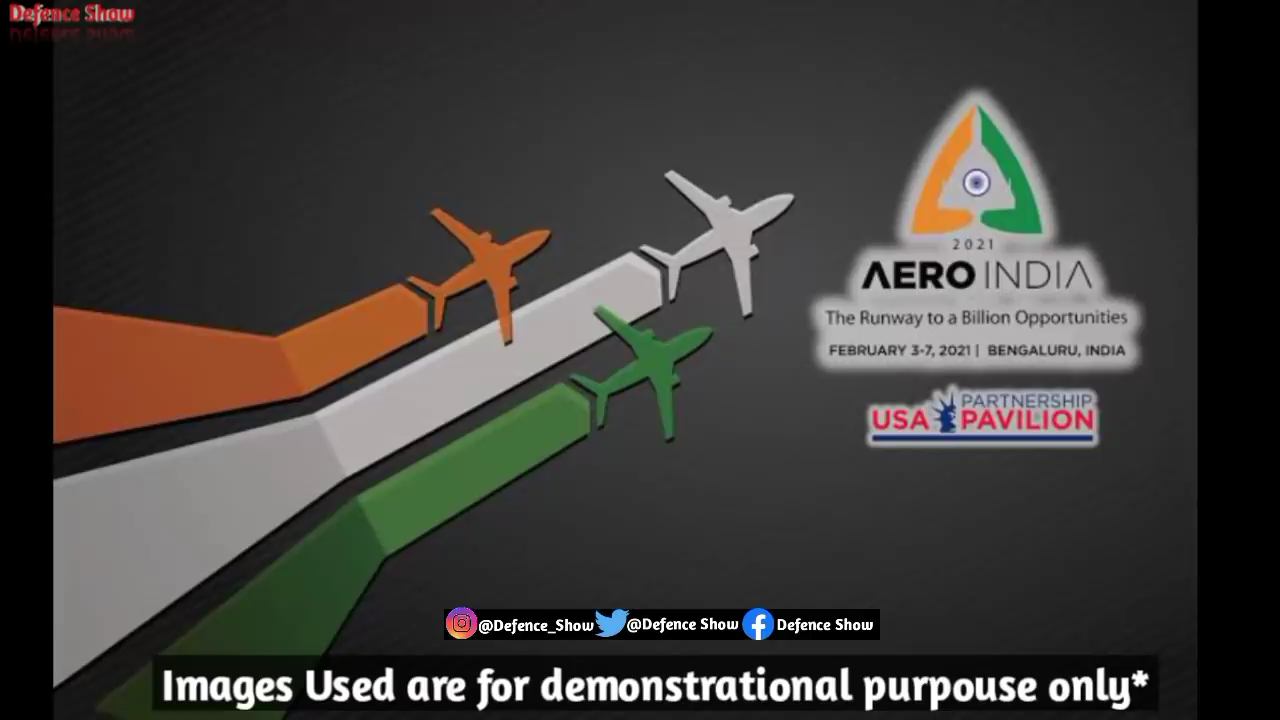 Defence Show
2021
AERO INDIA
The Runway to a Billion Opportunities
FEBRUARY 3-7, 2021 | BENGALURU, INDIA
PARTNERSHIP
USA PAVILION
@Defence_Show @Defence Show Defence Show
Images Used are for demonstrational purpouse only*